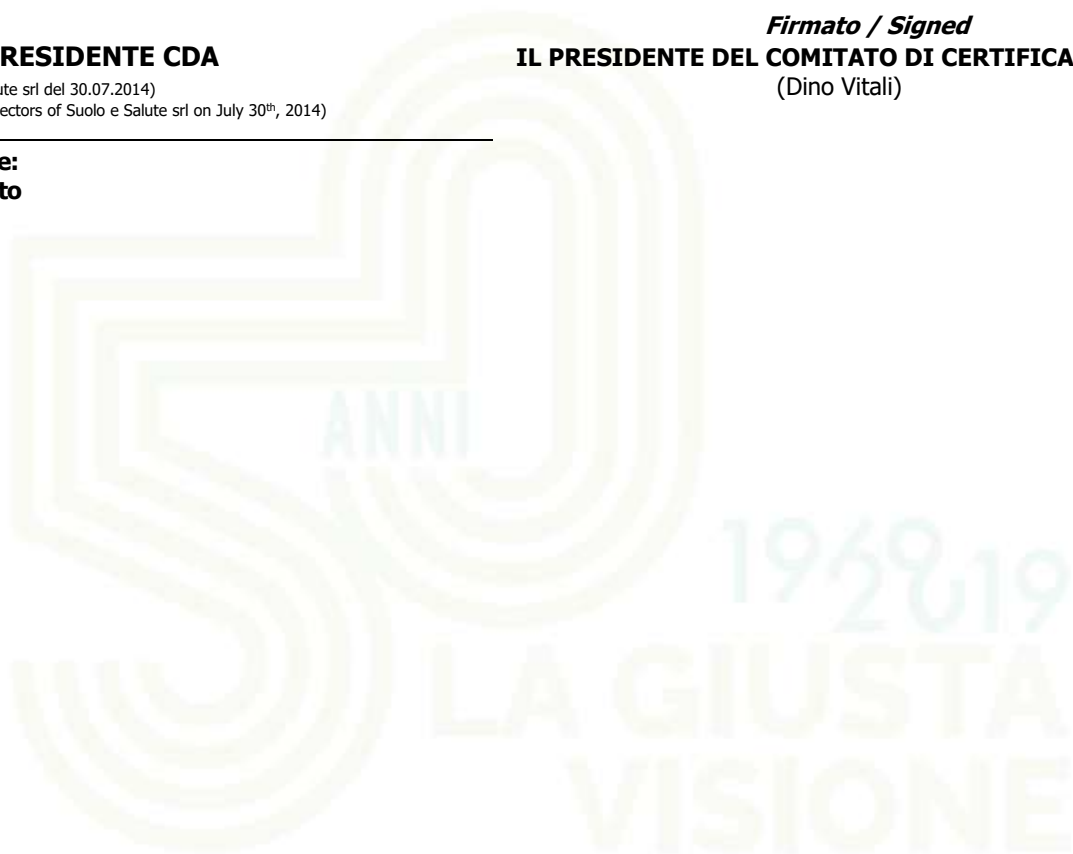 Firmato / Signed
RESIDENTE CDA
IL PRESIDENTE DEL COMITATO DI CERTIFICA
ute srl del 30.07.2014)
(Dino Vitali)
ectors of Suolo e Salute srl on July 30th, 2014)
e:
to
ANNI
1969
2019
LA GIUSTA
VISIONE